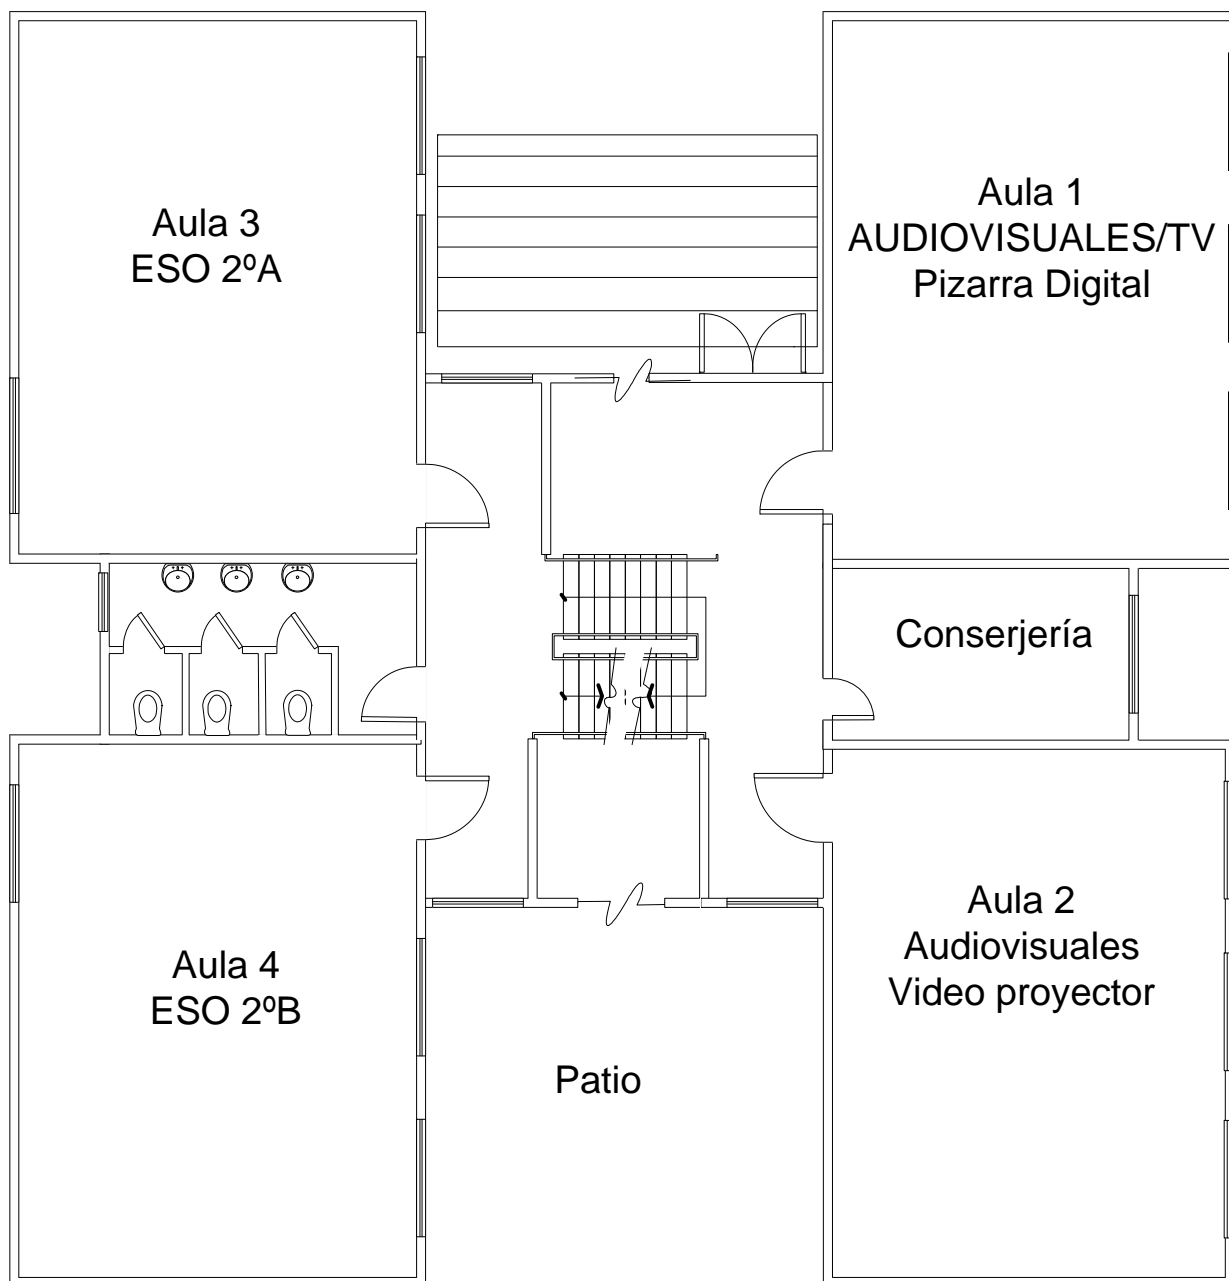 Aula 3
ESO 2ºA
Aula 1
AUDIOVISUALES/TV
Pizarra Digital
Conserjería
Aula 2
Audiovisuales
Video proyector
Aula 4
ESO 2ºB
Patio